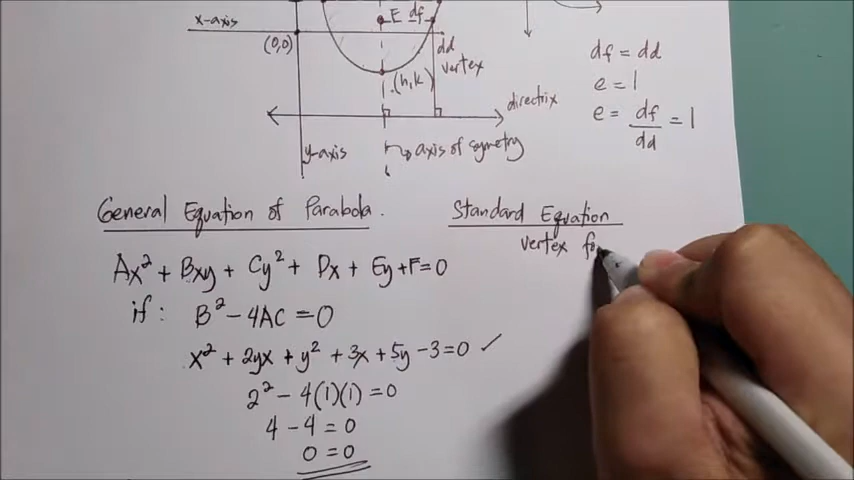 x-axis
(0,0)
E df
dd
vertex
(h,k)
directrix
y-axis
axis of symetry
df = dd
e = 1
e = df/dd = 1
General Equation of Parabola.
Ax² + Bxy + Cy² + Dx + Ey + F = 0
if: B² - 4AC = 0
x² + 2yx + y² + 3x + 5y - 3 = 0 ✓
2² - 4(1)(1) = 0
4 - 4 = 0
0 = 0
Standard Equation
vertex fo